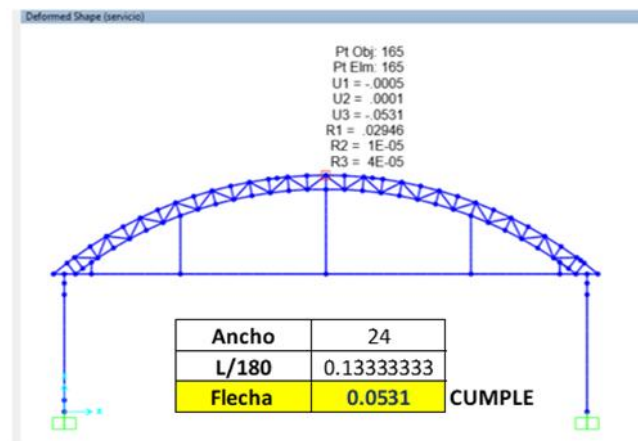 Deformed Shape (servicio)
Pt Obj: 165
Pt Elm: 165
U1 = -.0005
U2 = .0001
U3 = -.0531
R1 = .02946
R2 = 1E-05
R3 = 4E-05
Ancho 24
L/180 0.13333333
Flecha 0.0531 CUMPLE
x